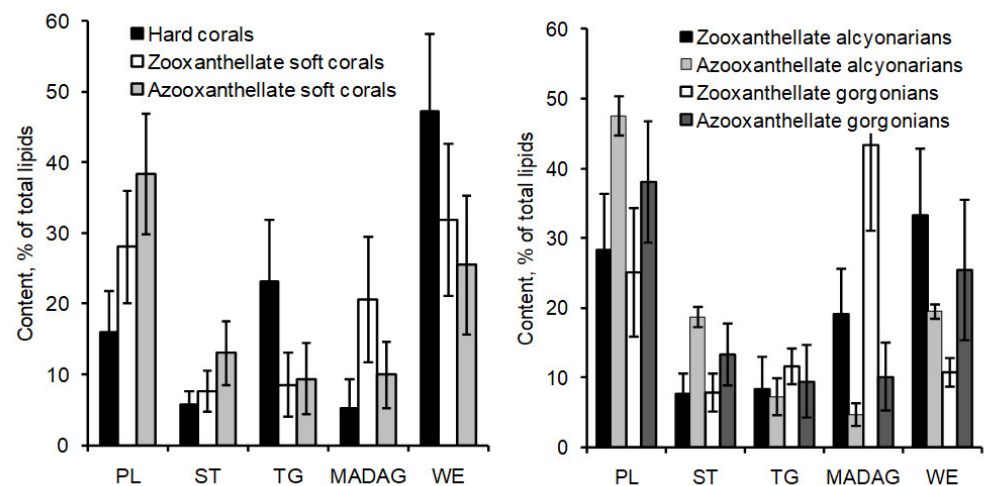 Content, % of total lipids
60
50
40
30
20
10
0
Hard corals
Zooxanthellate soft corals
Azooxanthellate soft corals
PL ST TG MADAG WE
Content, % of total lipids
60
50
40
30
20
10
0
Zooxanthellate alcyonarians
Azooxanthellate alcyonarians
Zooxanthellate gorgonians
Azooxanthellate gorgonians
PL ST TG MADAG WE